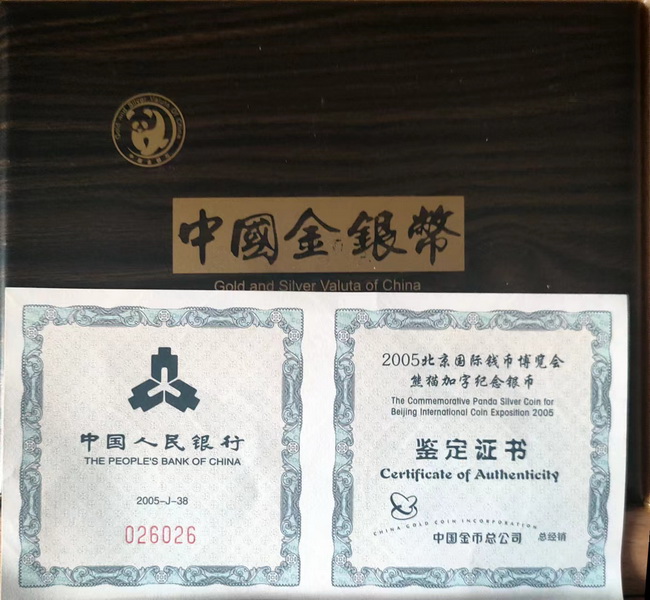 中國金銀幣
Gold and Silver Valuta of China
中国人民银行
THE PEOPLE'S BANK OF CHINA
2005-J-38
026026
2005北京国际钱币博览会
熊猫加字纪念银币
The Commemorative Panda Silver Coin for
Beijing International Coin Exposition 2005
鉴定证书
Certificate of Authenticity
CHINA GOLD COIN INCORPORATION
中国金币总公司 总经销